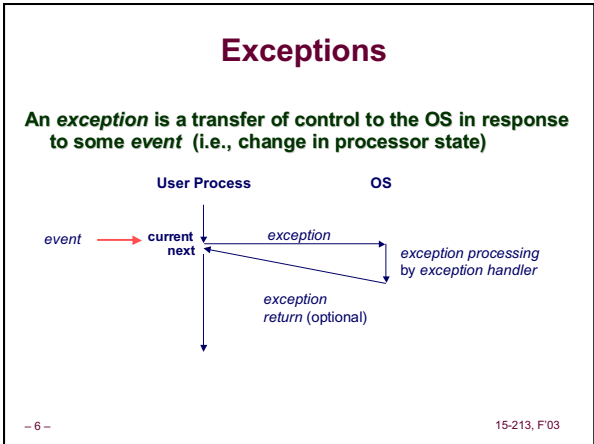 Exceptions
An exception is a transfer of control to the OS in response
to some event (i.e., change in processor state)
User Process
OS
event
current
next
exception
exception processing
by exception handler
exception
return (optional)
– 6 –
15-213, F'03